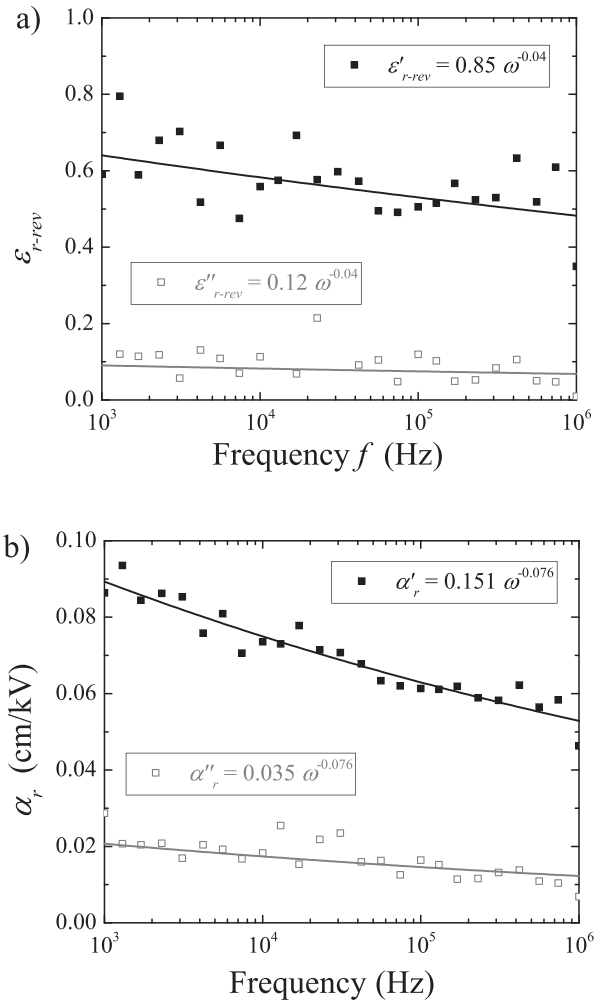 a)
ε′r-rev = 0.85 ω-0.04
1.0
0.8
0.6
0.4
0.2
0.0
εr-rev
ε″r-rev = 0.12 ω-0.04
10³ 10⁴ 10⁵ 10⁶
Frequency f (Hz)
b)
α′r = 0.151 ω-0.076
0.10
0.08
0.06
0.04
0.02
0.00
αr (cm/kV)
α″r = 0.035 ω-0.076
10³ 10⁴ 10⁵ 10⁶
Frequency (Hz)